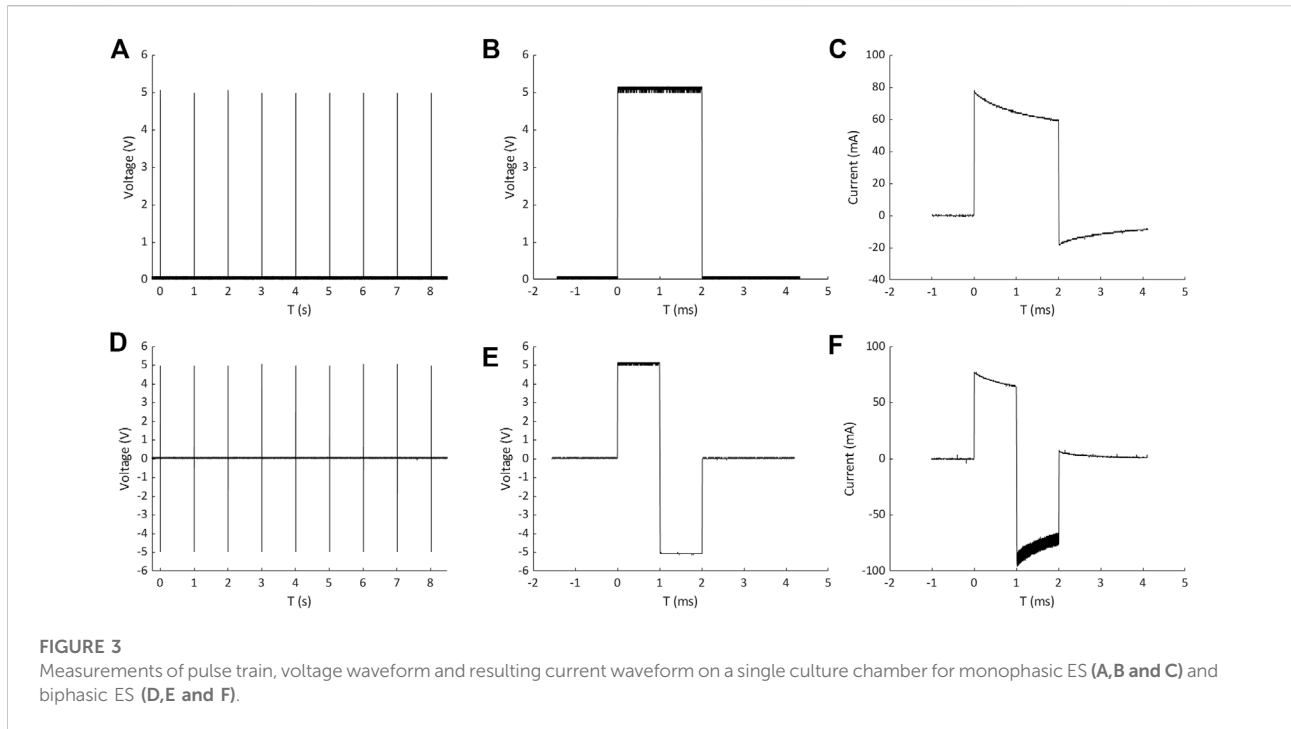 A
6
5
4
3
2
1
0
Voltage (V)
0 1 2 3 4 5 6 7 8
T (s)
B
6
5
4
3
2
1
0
Voltage (V)
-2 -1 0 1 2 3 4 5
T (ms)
C
100
80
60
40
20
0
-20
-40
Current (mA)
-2 -1 0 1 2 3 4 5
T (ms)
D
6
5
4
3
2
1
0
-1
-2
-3
-4
-5
-6
Voltage (V)
0 1 2 3 4 5 6 7 8
T (s)
E
6
5
4
3
2
1
0
-1
-2
-3
-4
-5
-6
Voltage (V)
-2 -1 0 1 2 3 4 5
T (ms)
F
100
50
0
-50
-100
Current (mA)
-2 -1 0 1 2 3 4 5
T (ms)
FIGURE 3
Measurements of pulse train, voltage waveform and resulting current waveform on a single culture chamber for monophasic ES (A,B and C) and
biphasic ES (D,E and F).